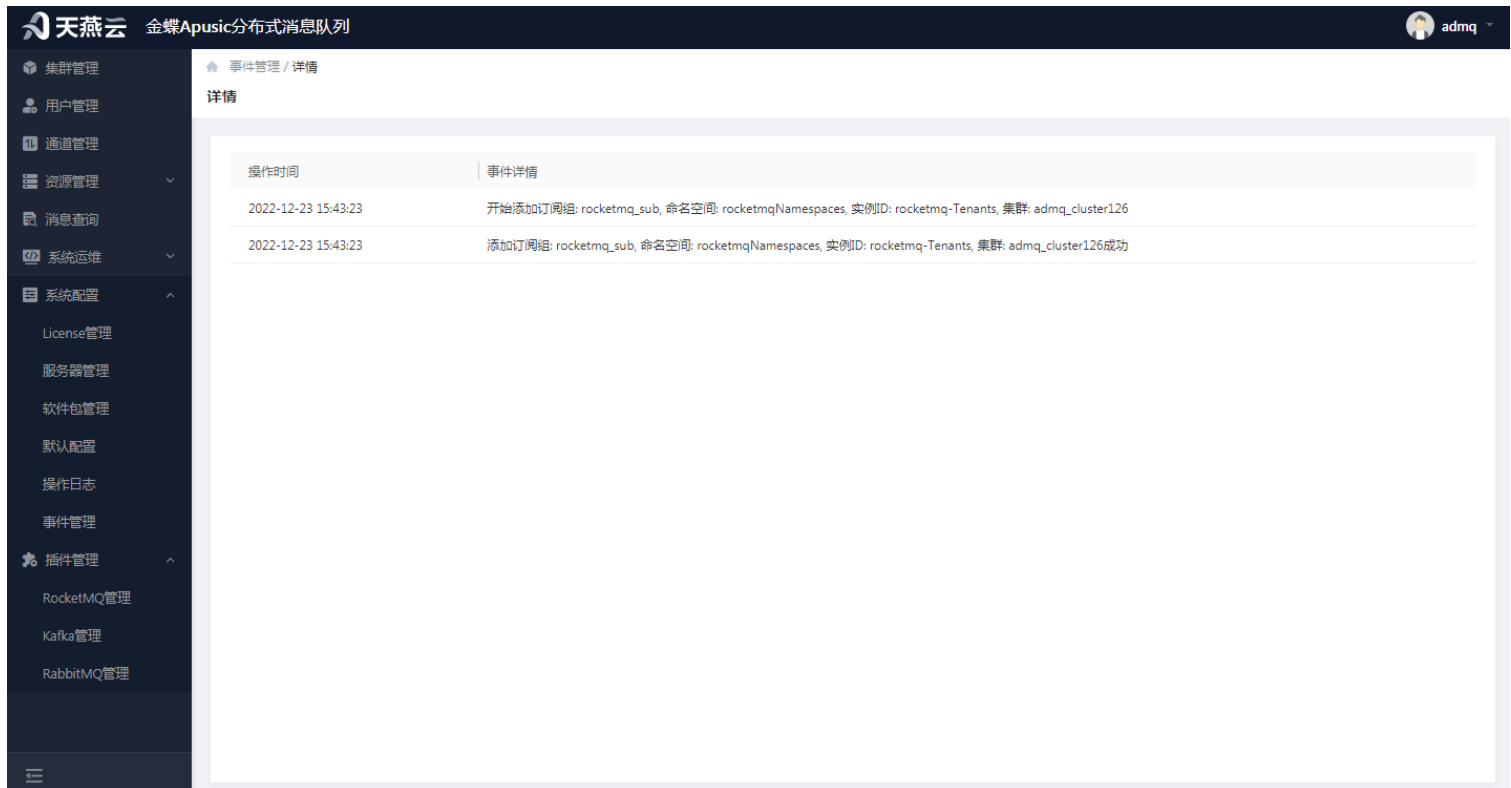 天燕云 金蝶Apusic分布式消息队列 admq
集群管理
用户管理
通道管理
资源管理
消息查询
系统运维
系统配置
License管理
服务器管理
软件包管理
默认配置
操作日志
事件管理
插件管理
RocketMQ管理
Kafka管理
RabbitMQ管理
事件管理 / 详情
详情
操作时间 事件详情
2022-12-23 15:43:23 开始添加订阅组: rocketmq_sub, 命名空间: rocketmqNamespaces, 实例ID: rocketmq-Tenants, 集群: admq_cluster126
2022-12-23 15:43:23 添加订阅组: rocketmq_sub, 命名空间: rocketmqNamespaces, 实例ID: rocketmq-Tenants, 集群: admq_cluster126成功